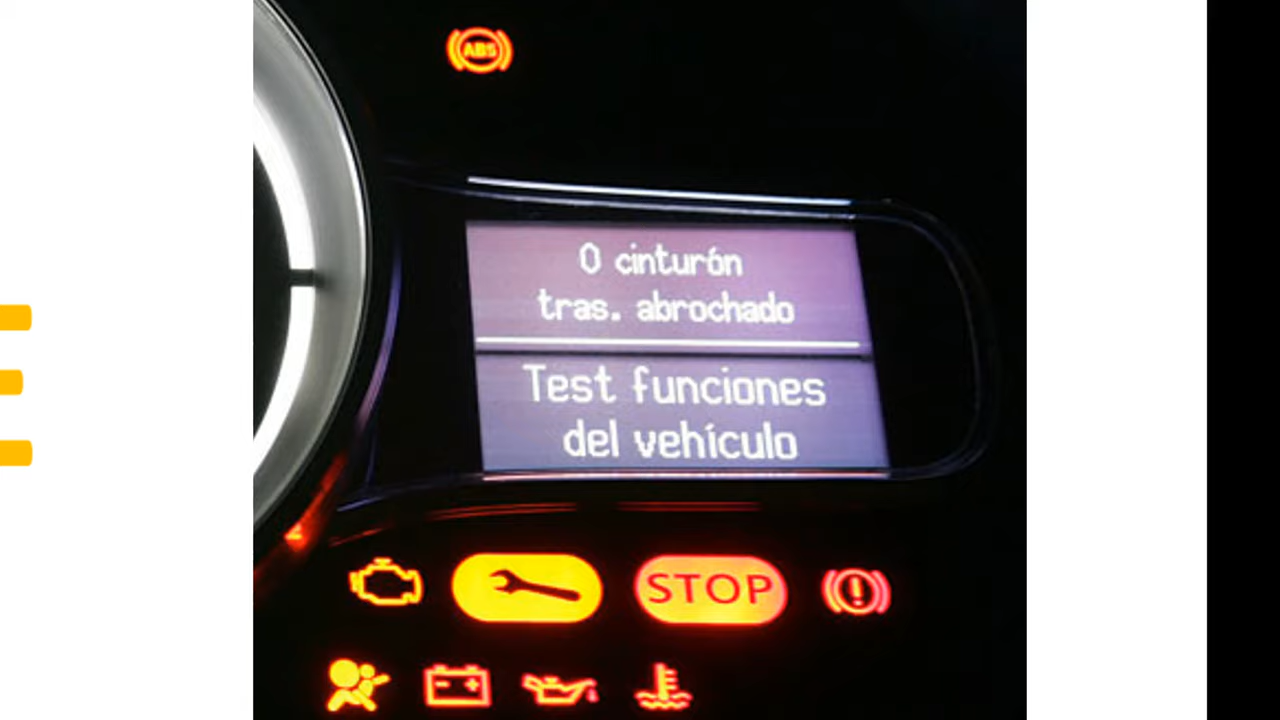 ABS
0 cinturón
tras. abrochado
Test funciones
del vehículo
STOP